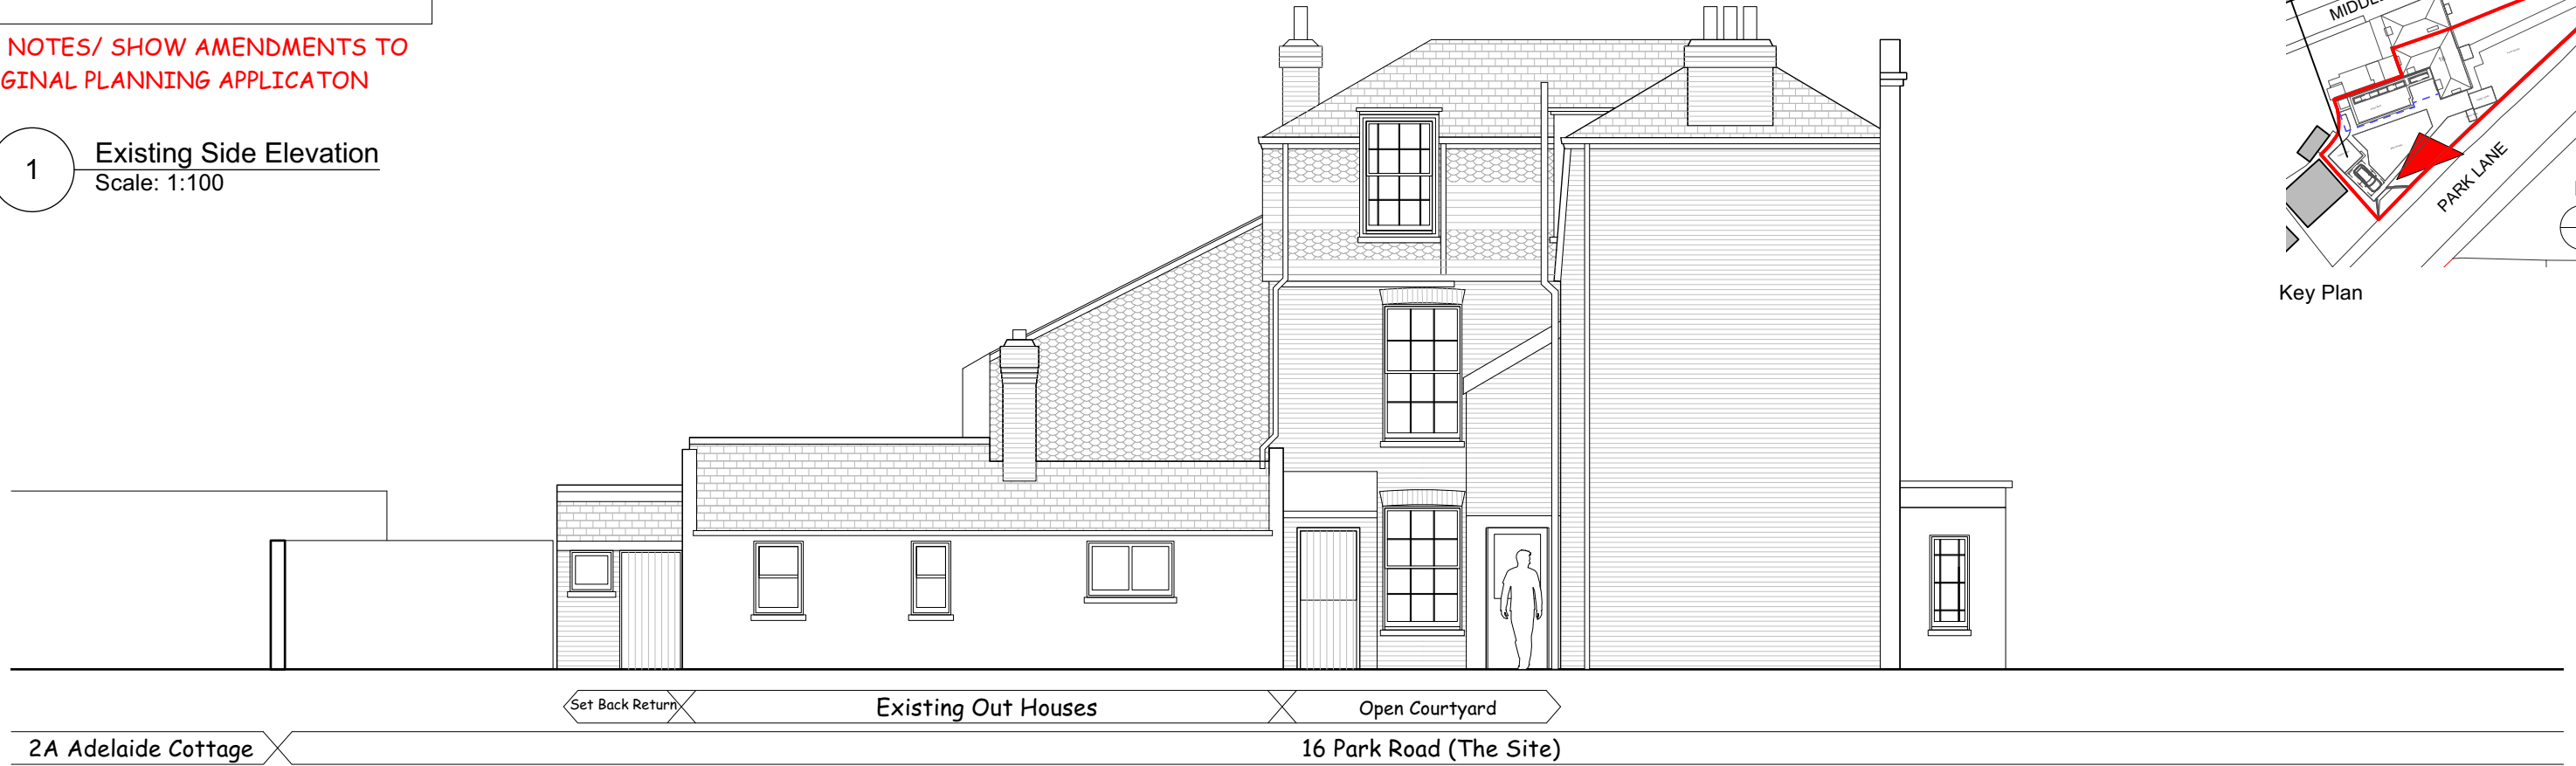 NOTES/ SHOW AMENDMENTS TO
GINAL PLANNING APPLICATON
1
Existing Side Elevation
Scale: 1:100
PARK LANE
Key Plan
Set Back Return
Existing Out Houses
Open Courtyard
2A Adelaide Cottage
16 Park Road (The Site)